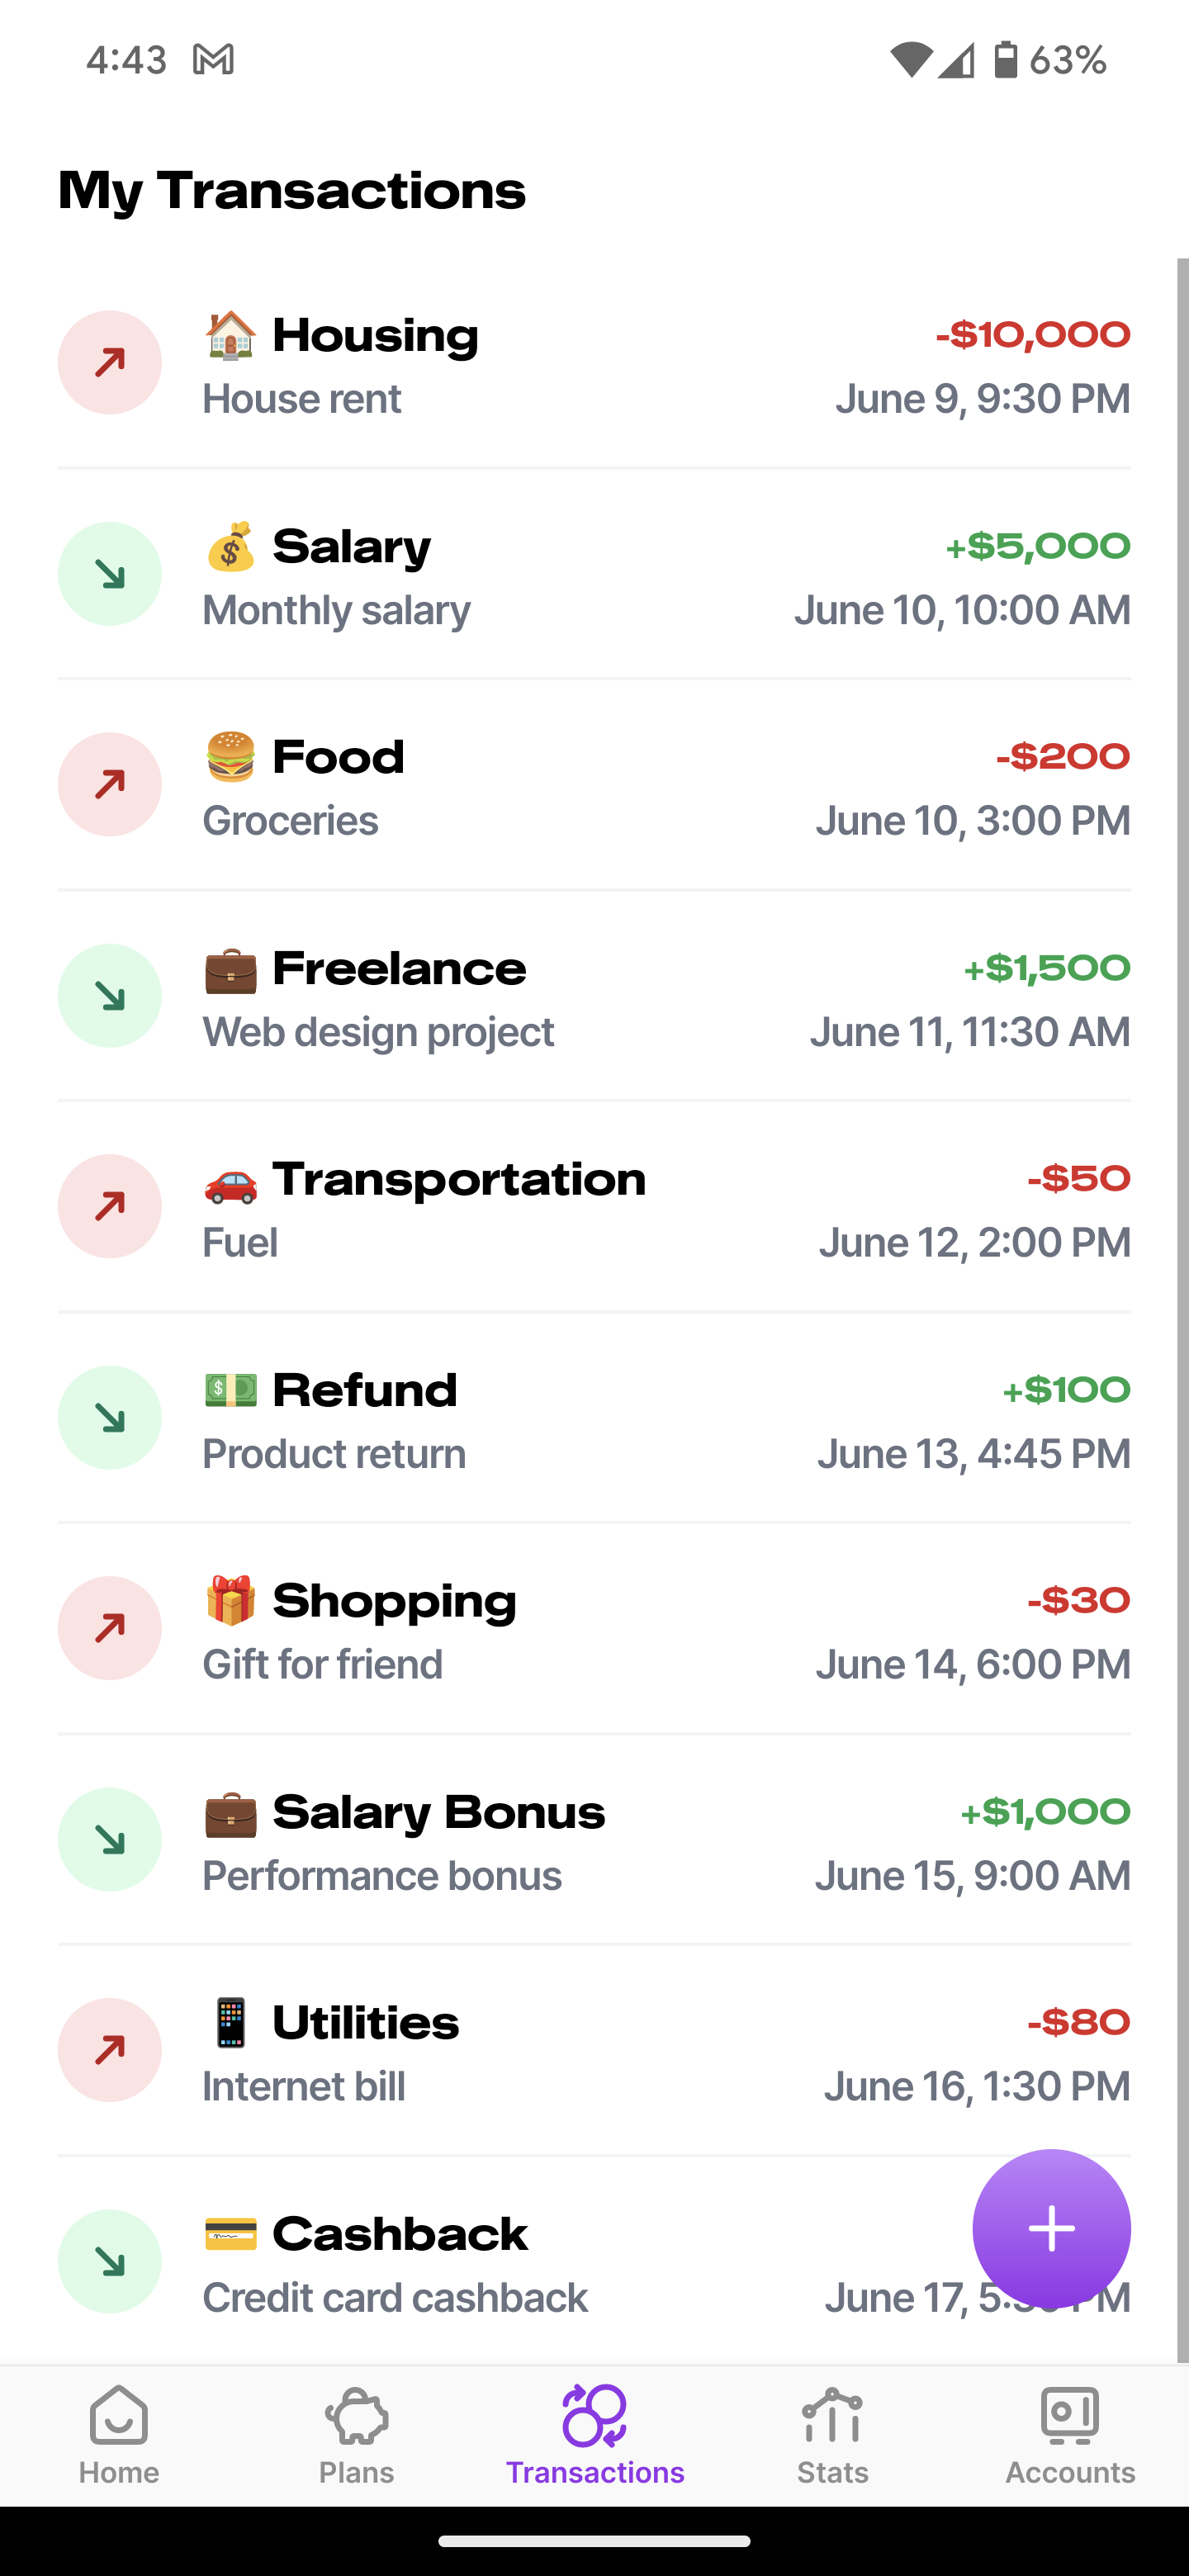 4:43 63%
My Transactions
Housing -$10,000
House rent June 9, 9:30 PM
Salary +$5,000
Monthly salary June 10, 10:00 AM
Food -$200
Groceries June 10, 3:00 PM
Freelance +$1,500
Web design project June 11, 11:30 AM
Transportation -$50
Fuel June 12, 2:00 PM
Refund +$100
Product return June 13, 4:45 PM
Shopping -$30
Gift for friend June 14, 6:00 PM
Salary Bonus +$1,000
Performance bonus June 15, 9:00 AM
Utilities -$80
Internet bill June 16, 1:30 PM
Cashback
Credit card cashback June 17,
Home Plans Transactions Stats Accounts